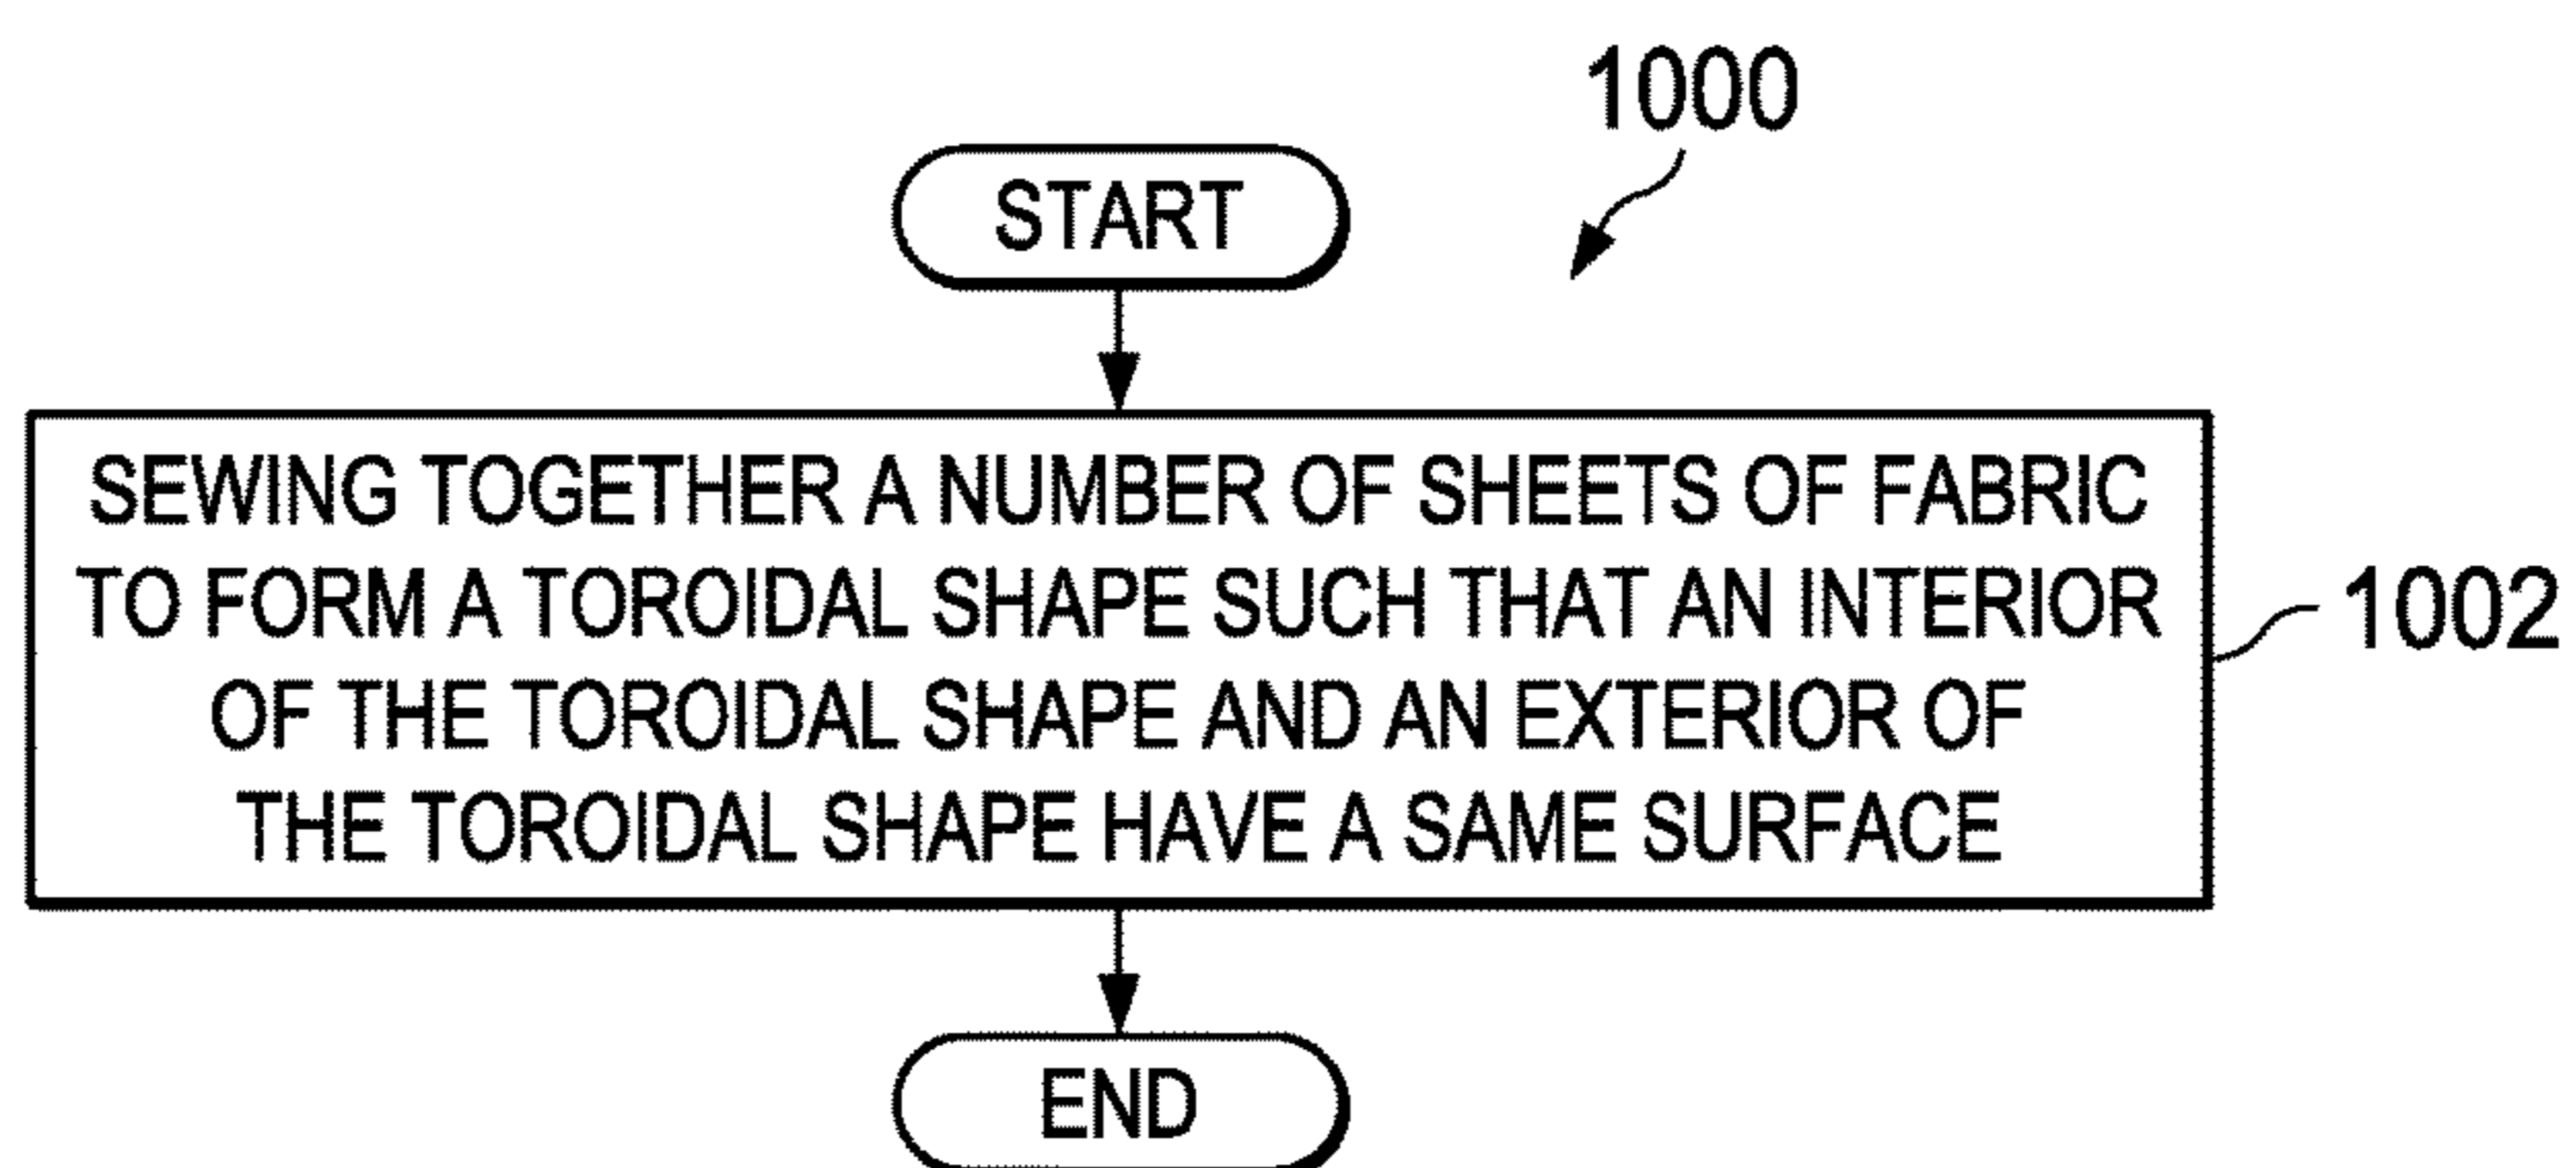 1000
START
SEWING TOGETHER A NUMBER OF SHEETS OF FABRIC
TO FORM A TOROIDAL SHAPE SUCH THAT AN INTERIOR
OF THE TOROIDAL SHAPE AND AN EXTERIOR OF
THE TOROIDAL SHAPE HAVE A SAME SURFACE
1002
END